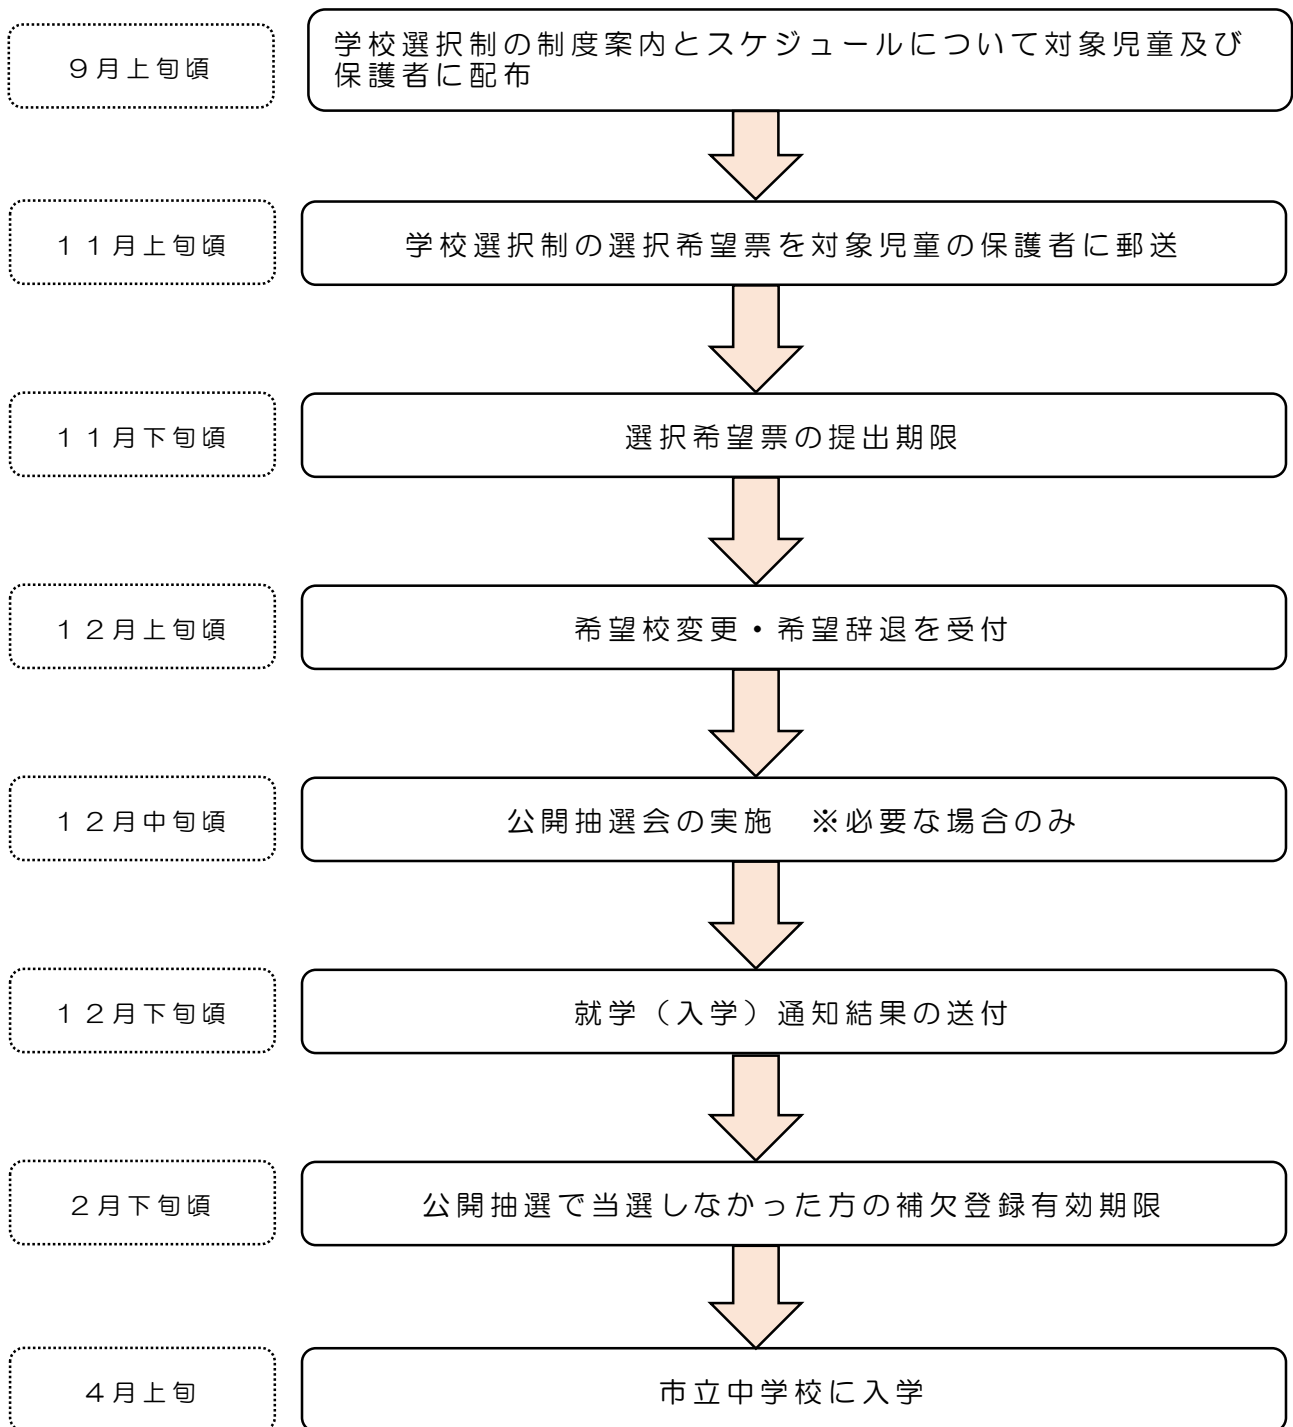 ９月上旬頃
学校選択制の制度案内とスケジュールについて対象児童及び
保護者に配布
１１月上旬頃
学校選択制の選択希望票を対象児童の保護者に郵送
１１月下旬頃
選択希望票の提出期限
１２月上旬頃
希望校変更・希望辞退を受付
１２月中旬頃
公開抽選会の実施　※必要な場合のみ
１２月下旬頃
就学（入学）通知結果の送付
２月下旬頃
公開抽選で当選しなかった方の補欠登録有効期限
４月上旬
市立中学校に入学